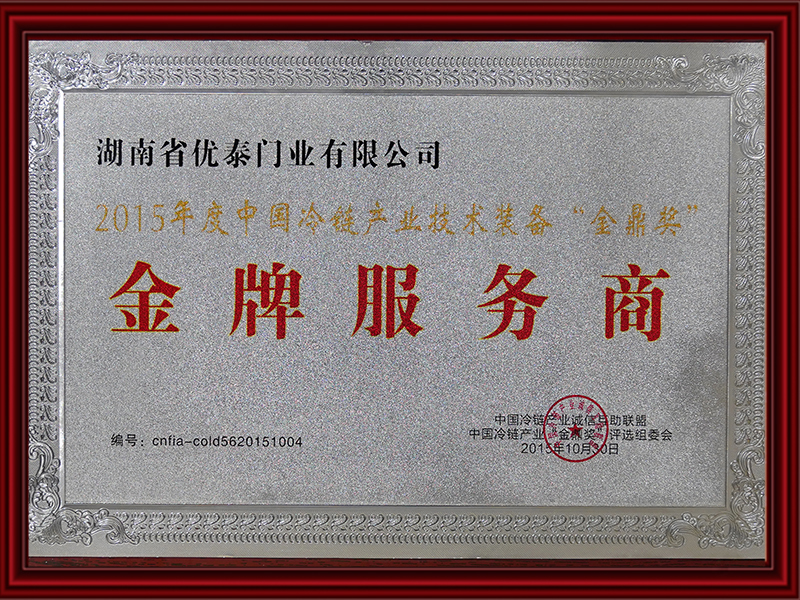 湖南省优泰门业有限公司
2015年度中国冷链产业技术装备“金鼎奖”
金牌服务商
中国冷链产业诚信互助联盟
编号：cnfia-cold5620151004
中国冷链产业“金鼎奖”评选组委会
2015年10月30日